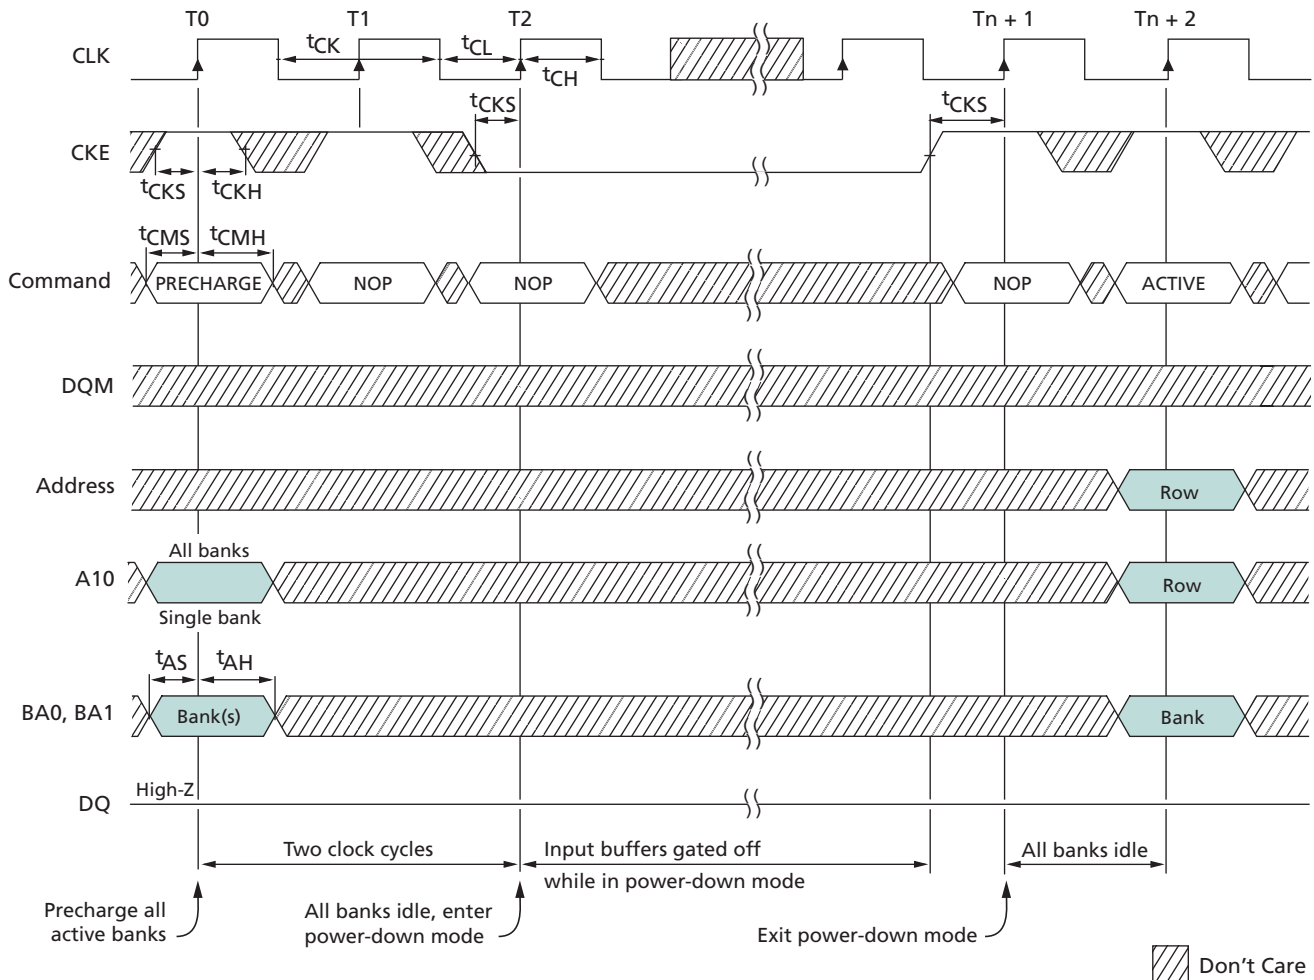 T0 T1 T2 Tn + 1 Tn + 2
CLK
tCK tCL
tCH
tCKS tCKS
CKE
tCKS tCKH
tCMS tCMH
Command PRECHARGE NOP NOP NOP ACTIVE
DQM
Address Row
All banks
A10 Row
Single bank
tAS tAH
BA0, BA1 Bank(s) Bank
High-Z
DQ
Two clock cycles
Input buffers gated off
while in power-down mode
All banks idle
Precharge all
active banks
All banks idle, enter
power-down mode
Exit power-down mode
Don't Care